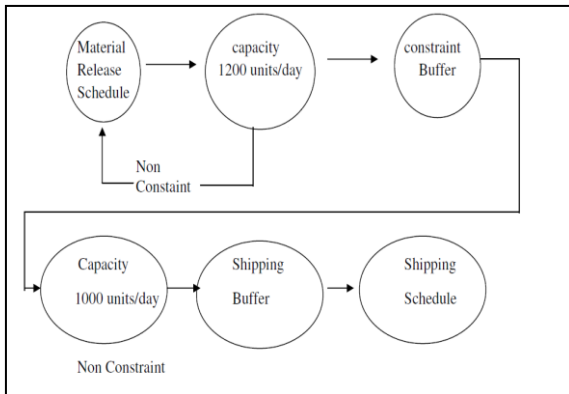 Material
Release
Schedule
capacity
1200 units/day
constraint
Buffer
Non
Constaint
Capacity
1000 units/day
Shipping
Buffer
Shipping
Schedule
Non Constraint